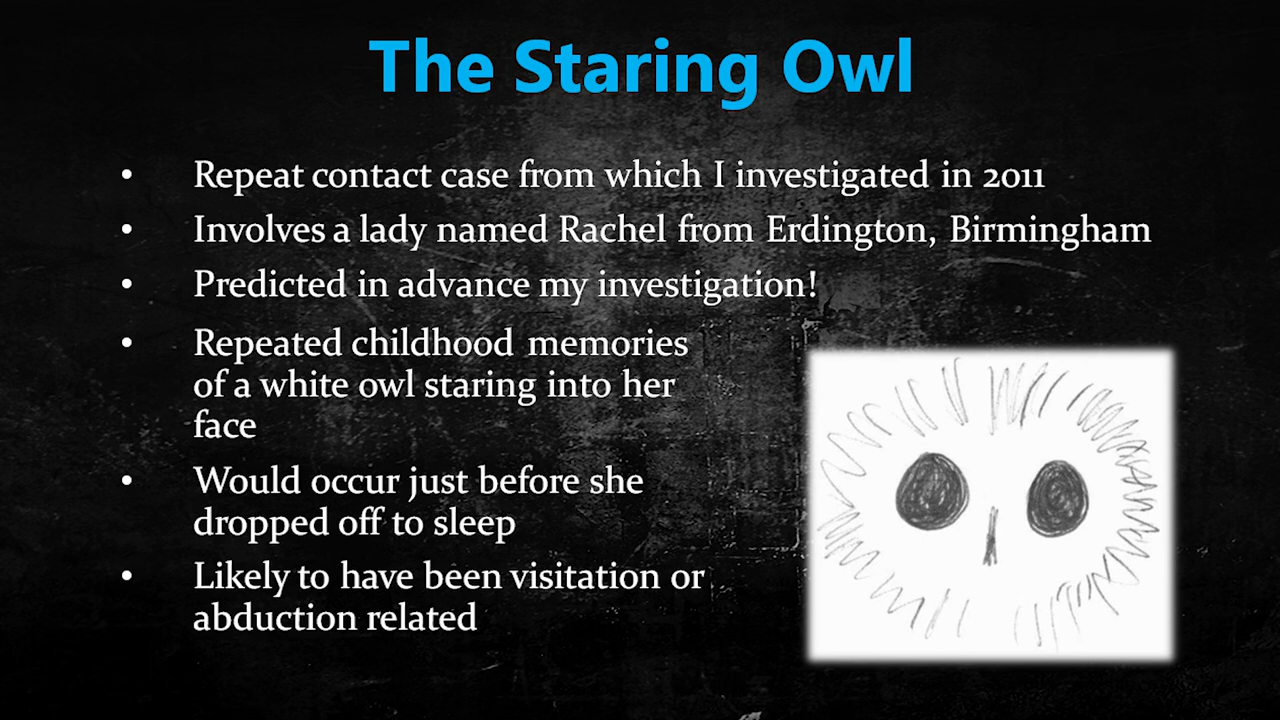 The Staring Owl
• Repeat contact case from which I investigated in 2011
• Involves a lady named Rachel from Erdington, Birmingham
• Predicted in advance my investigation!
• Repeated childhood memories
of a white owl staring into her
face
• Would occur just before she
dropped off to sleep
• Likely to have been visitation or
abduction related